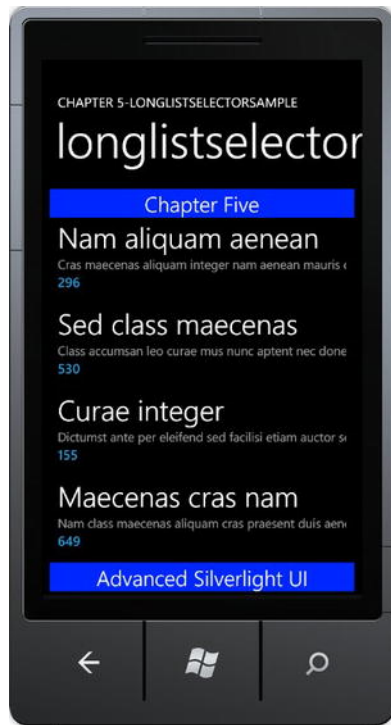 CHAPTER 5-LONGLISTSELECTORSAMPLE
longlistselector
Chapter Five
Nam aliquam aenean
Cras maecenas aliquam integer nam aenean mauris
296
Sed class maecenas
Class accumsan leo curae mus nunc aptent nec done
530
Curae integer
Dictumst ante per eleifend sed facilisi etiam auctor
155
Maecenas cras nam
Nam class maecenas aliquam cras praesent duis aen
649
Advanced Silverlight UI